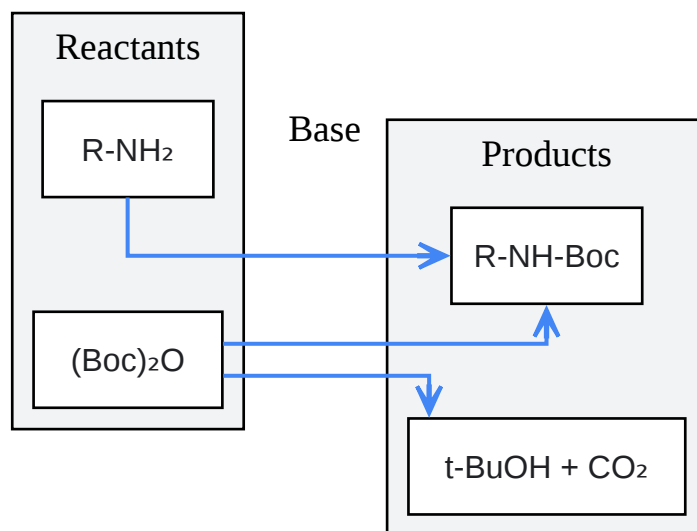 Reactants
R-NH₂
(Boc)₂O
Base
Products
R-NH-Boc
t-BuOH + CO₂